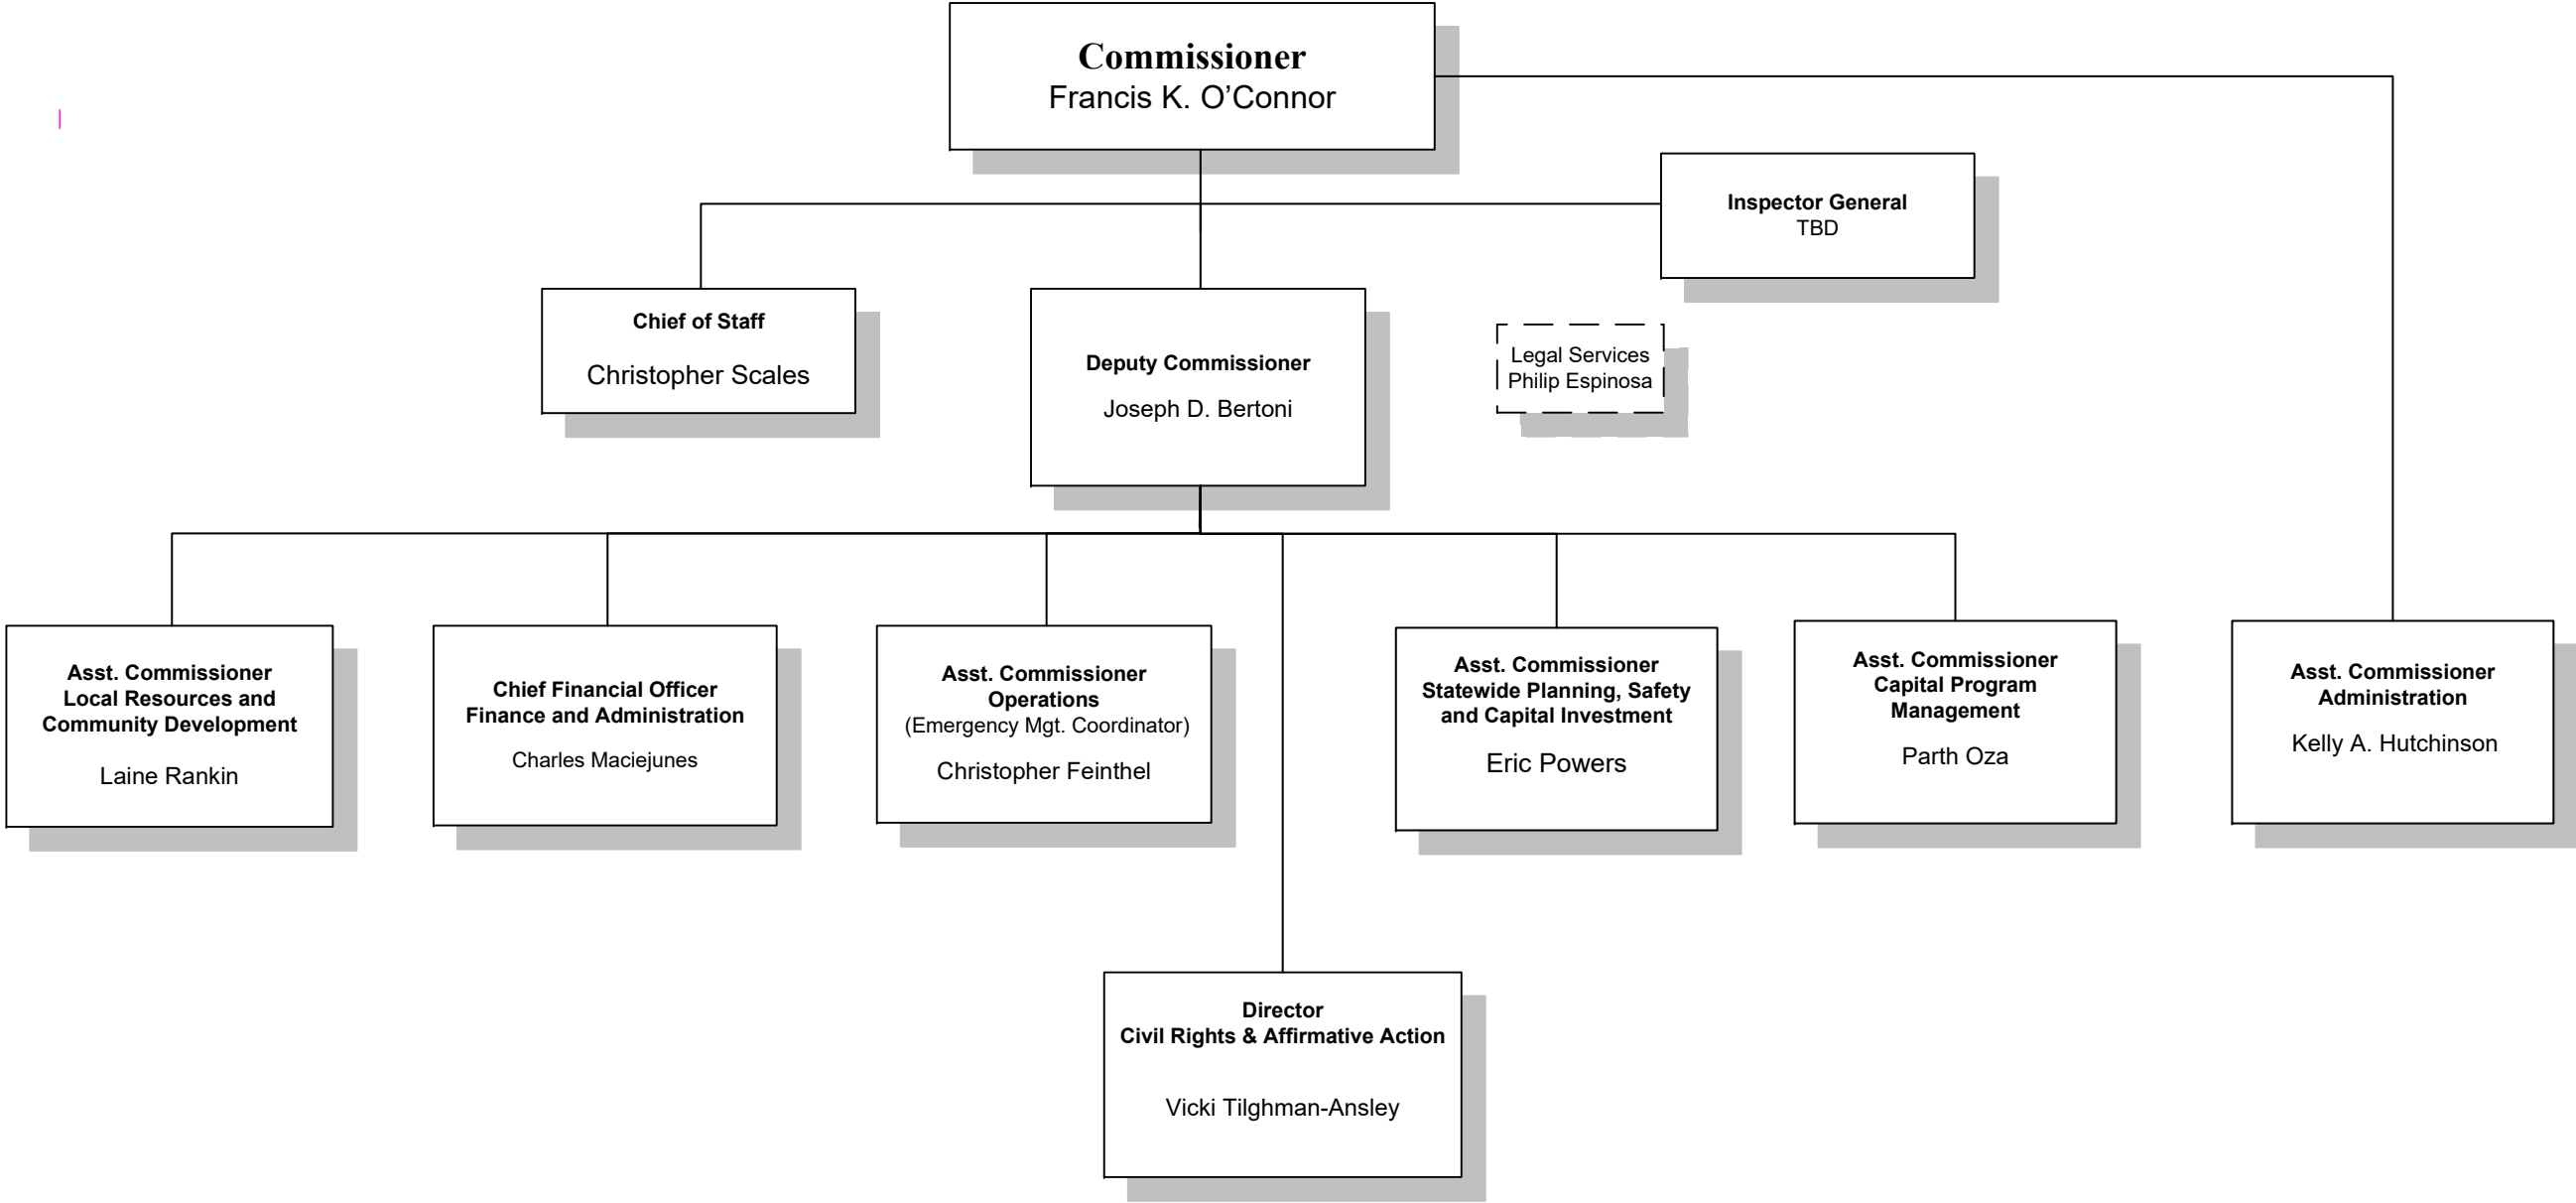 Commissioner
Francis K. O’Connor
Inspector General
TBD
Chief of Staff
Christopher Scales
Deputy Commissioner
Joseph D. Bertoni
Legal Services
Philip Espinosa
Asst. Commissioner
Local Resources and
Community Development
Laine Rankin
Chief Financial Officer
Finance and Administration
Charles Maciejunes
Asst. Commissioner
Operations
(Emergency Mgt. Coordinator)
Christopher Feinthel
Asst. Commissioner
Statewide Planning, Safety
and Capital Investment
Eric Powers
Asst. Commissioner
Capital Program
Management
Parth Oza
Asst. Commissioner
Administration
Kelly A. Hutchinson
Director
Civil Rights & Affirmative Action
Vicki Tilghman-Ansley